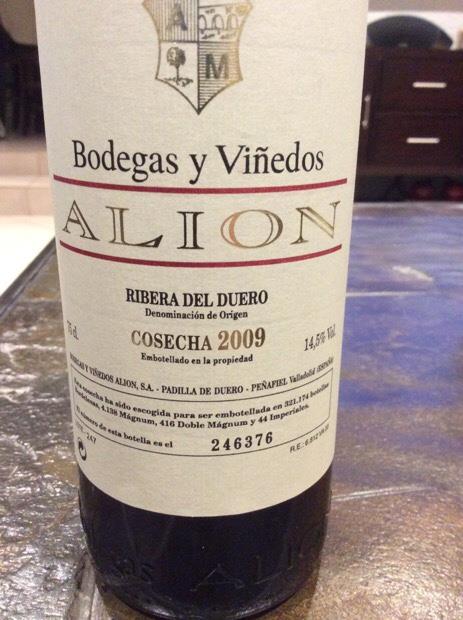 A
M
Bodegas y Viñedos
ALION
RIBERA DEL DUERO
Denominación de Origen
75 cl. COSECHA 2009 14,5% Vol.
Embotellado en la propiedad
BODEGAS Y VIÑEDOS ALION, S.A. - PADILLA DE DUERO - PEÑAFIEL Valladolid (ESPAÑA)
Esta cosecha ha sido escogida para ser embotellada en 321.174 botellas
Bordelesas, 4.138 Mágnum, 416 Doble Mágnum y 44 Imperiales.
El número de esta botella es el 246376
247
R.E.:
ALION